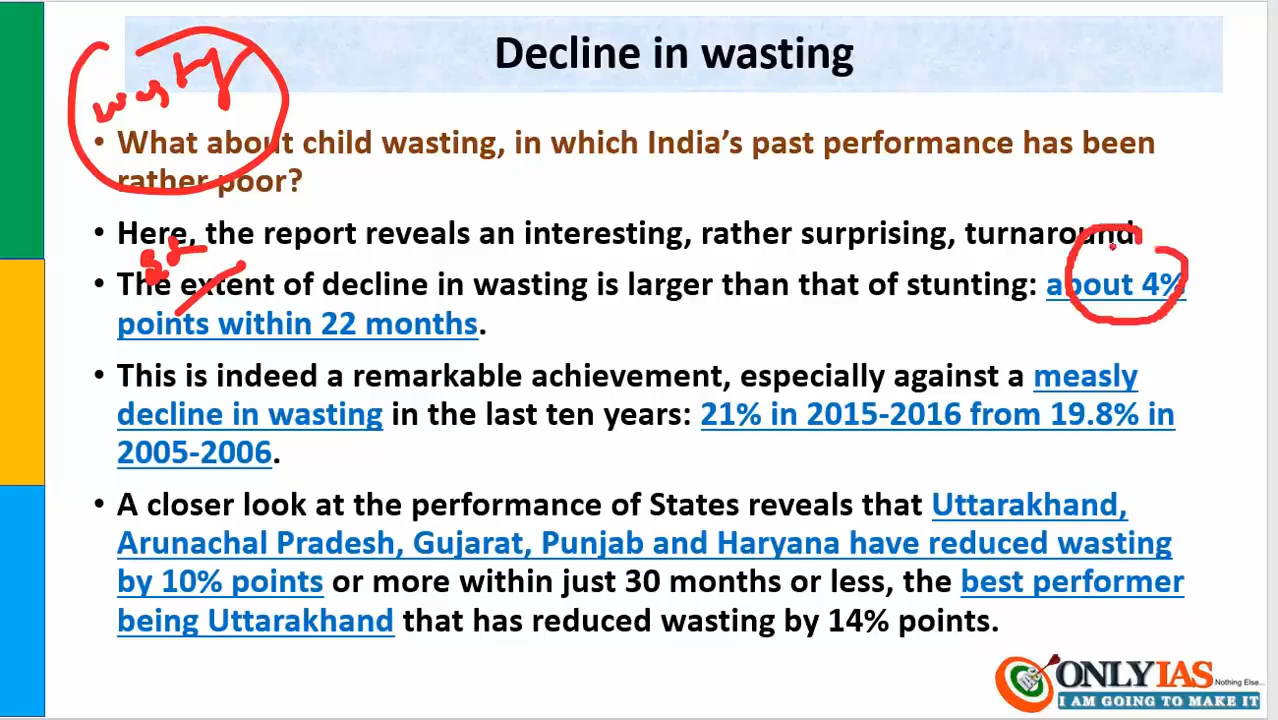 Decline in wasting
• What about child wasting, in which India's past performance has been
rather poor?
• Here, the report reveals an interesting, rather surprising, turnaround.
• The extent of decline in wasting is larger than that of stunting: about 4%
points within 22 months.
• This is indeed a remarkable achievement, especially against a measly
decline in wasting in the last ten years: 21% in 2015-2016 from 19.8% in
2005-2006.
• A closer look at the performance of States reveals that Uttarakhand,
Arunachal Pradesh, Gujarat, Punjab and Haryana have reduced wasting
by 10% points or more within just 30 months or less, the best performer
being Uttarakhand that has reduced wasting by 14% points.
ONLYIAS
Nothing Else...
I AM GOING TO MAKE IT